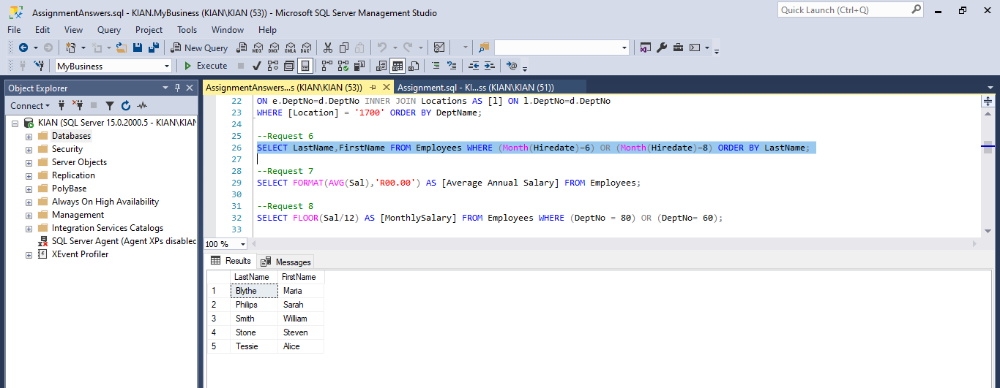 AssignmentAnswers.sql - KIAN.MyBusiness (KIAN\KIAN (53)) - Microsoft SQL Server Management Studio
Quick Launch (Ctrl+Q)
File Edit View Query Project Tools Window Help
New Query MDX DMX XMLA DAX
MyBusiness Execute
Object Explorer
AssignmentAnswers...s (KIAN\KIAN (53)) Assignment.sql - KI...ss (KIAN\KIAN (51))
Connect
KIAN (SQL Server 15.0.2000.5 - KIAN\KIAN
Databases
Security
Server Objects
Replication
PolyBase
Always On High Availability
Management
Integration Services Catalogs
SQL Server Agent (Agent XPs disabled
XEvent Profiler
22 ON e.DeptNo=d.DeptNo INNER JOIN Locations AS [l] ON l.DeptNo=d.DeptNo
23 WHERE [Location] = '1700' ORDER BY DeptName;
24
25 --Request 6
26 SELECT LastName,FirstName FROM Employees WHERE (Month(Hiredate)=6) OR (Month(Hiredate)=8) ORDER BY LastName;
27
28 --Request 7
29 SELECT FORMAT(AVG(Sal),'R00.00') AS [Average Annual Salary] FROM Employees;
30
31 --Request 8
32 SELECT FLOOR(Sal/12) AS [MonthlySalary] FROM Employees WHERE (DeptNo = 80) OR (DeptNo= 60);
33
100 %
Results Messages
LastName FirstName
1 Blythe Maria
2 Philips Sarah
3 Smith William
4 Stone Steven
5 Tessie Alice